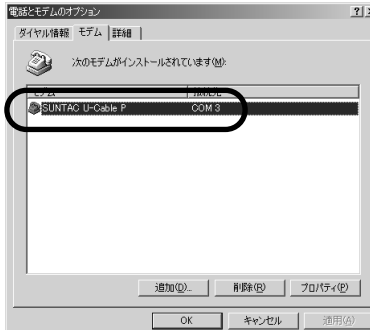 電話とモデムのオプション
ダイヤル情報 モデム 詳細
次のモデムがインストールされています(M):
モデム
SUNTAC U-Cable P COM 3
追加(D)... 削除(R) プロパティ(P)
OK キャンセル 適用(A)